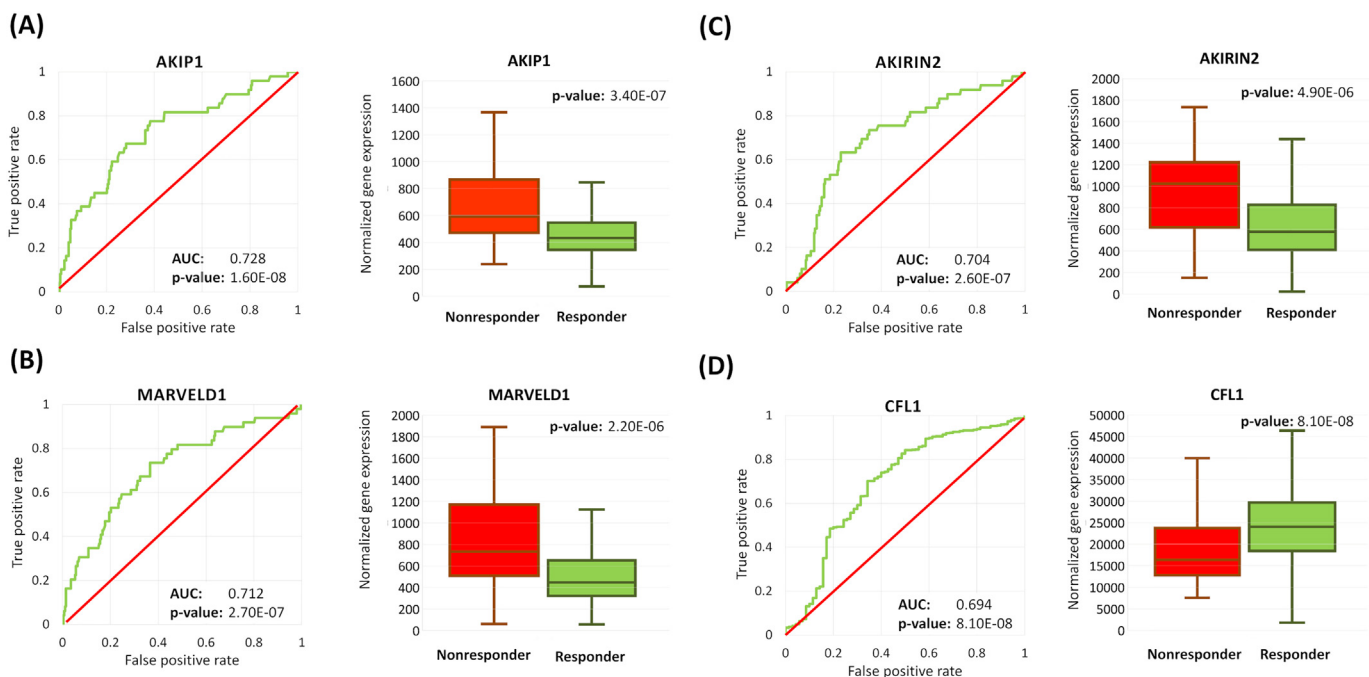 (A)
AKIP1
True positive rate
1
0.8
0.6
0.4
0.2
0
0 0.2 0.4 0.6 0.8 1
False positive rate
AUC: 0.728
p-value: 1.60E-08
AKIP1
p-value: 3.40E-07
Normalized gene expression
1600
1400
1200
1000
800
600
400
200
0
Nonresponder Responder
(C)
AKIRIN2
True positive rate
1
0.8
0.6
0.4
0.2
0
0 0.2 0.4 0.6 0.8 1
False positive rate
AUC: 0.704
p-value: 2.60E-07
AKIRIN2
p-value: 4.90E-06
Normalized gene expression
2000
1800
1600
1400
1200
1000
800
600
400
200
0
Nonresponder Responder
(B)
MARVELD1
True positive rate
1
0.8
0.6
0.4
0.2
0
0 0.2 0.4 0.6 0.8 1
False positive rate
AUC: 0.712
p-value: 2.70E-07
MARVELD1
p-value: 2.20E-06
Normalized gene expression
2000
1800
1600
1400
1200
1000
800
600
400
200
0
Nonresponder Responder
(D)
CFL1
True positive rate
1
0.8
0.6
0.4
0.2
0
0 0.2 0.4 0.6 0.8 1
False positive rate
AUC: 0.694
p-value: 8.10E-08
CFL1
p-value: 8.10E-08
Normalized gene expression
50000
45000
40000
35000
30000
25000
20000
15000
10000
5000
0
Nonresponder Responder